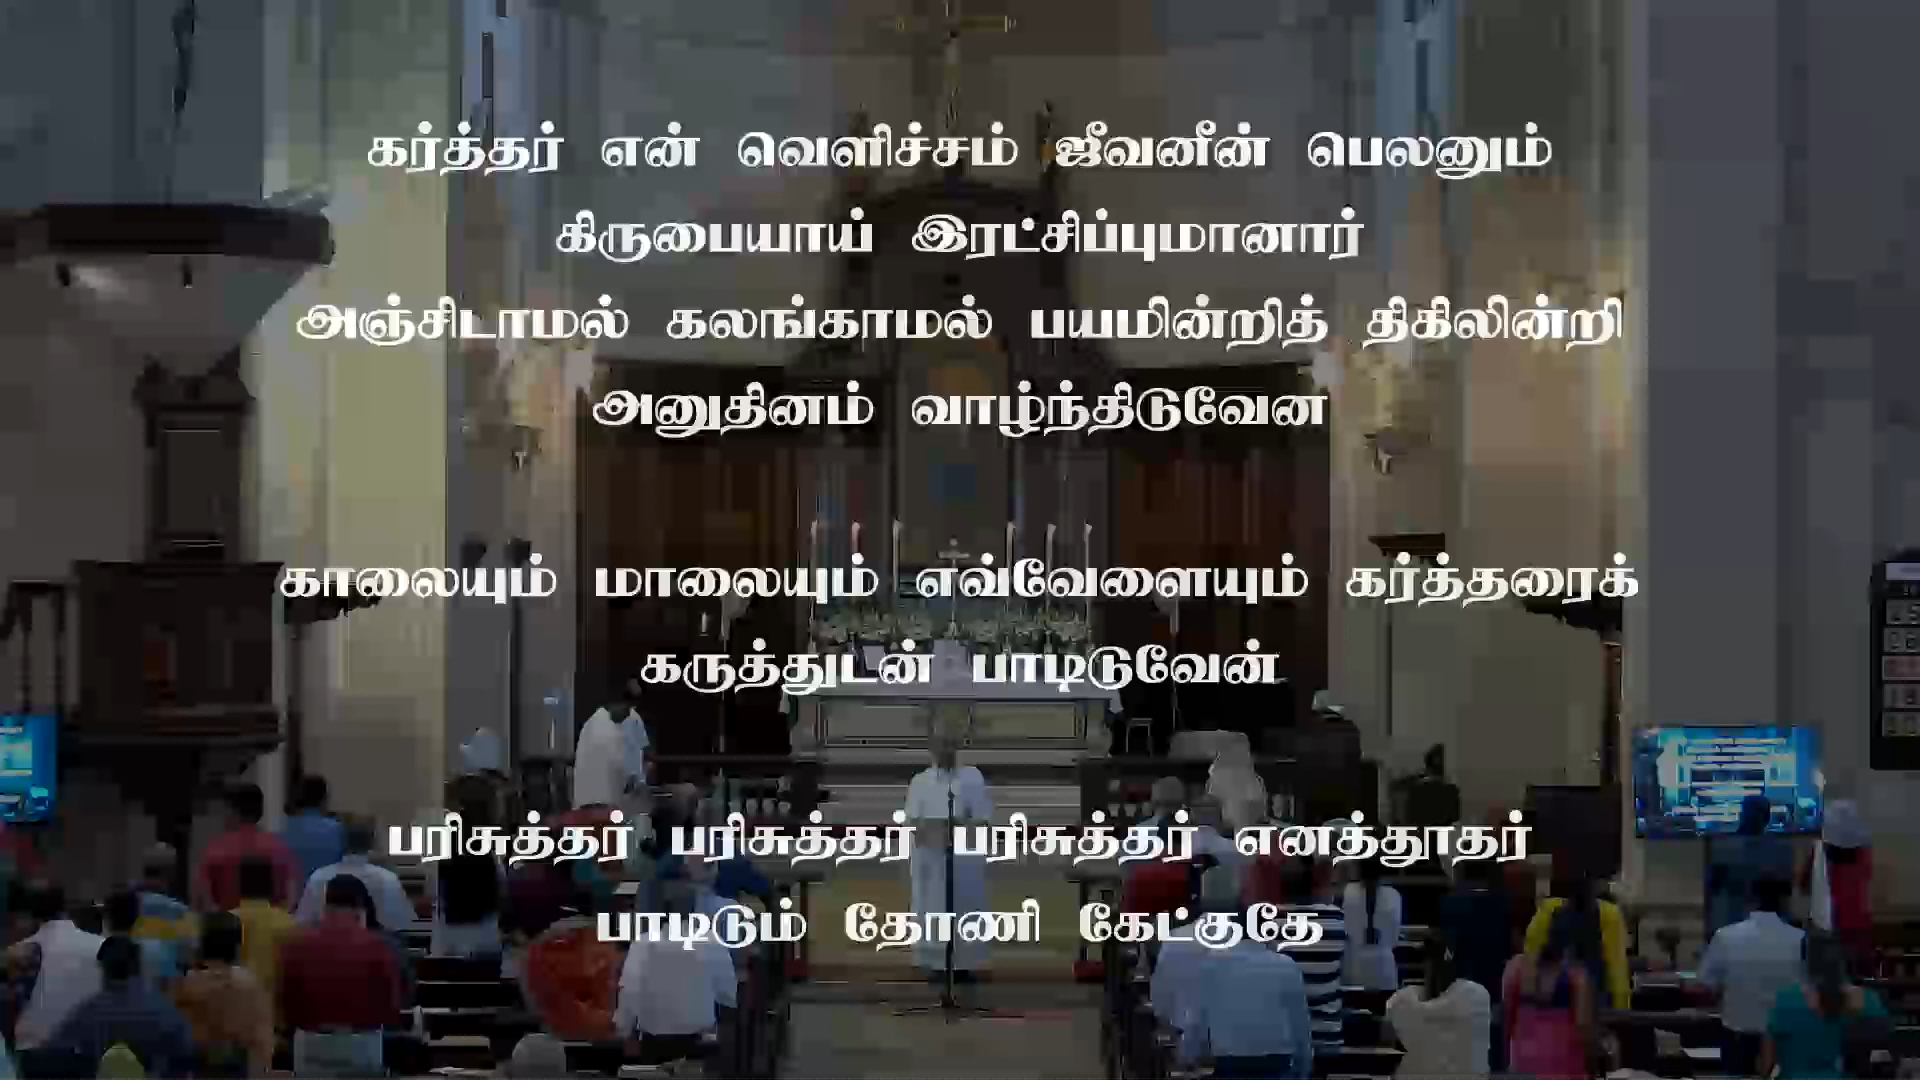 கர்த்தர் என் வெளிச்சம் ஜீவனீன் பெலனும்
கிருபையாய் இரட்சிப்புமானார்
அஞ்சிடாமல் கலங்காமல் பயமின்றித் திகிலின்றி
அனுதினம் வாழ்ந்திடுவேன
காலையும் மாலையும் எவ்வேளையும் கர்த்தரைக்
கருத்துடன் பாடிடுவேன்
பரிசுத்தர் பரிசுத்தர் பரிசுத்தர் எனத்தூதர்
பாடிடும் தோணி கேட்குதே